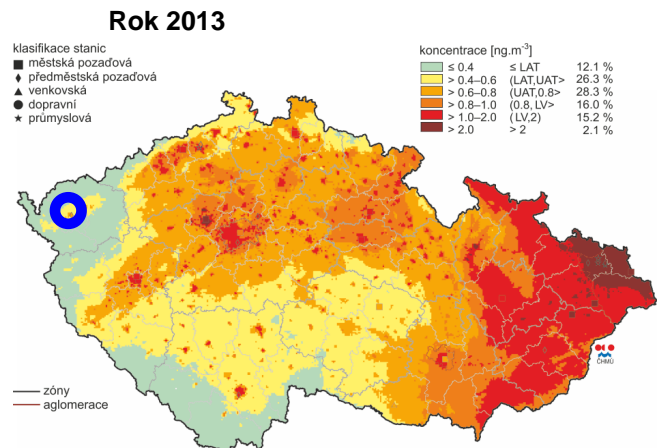 Rok 2013
klasifikace stanic
městská pozaďová
předměstská pozaďová
venkovská
dopravní
průmyslová
koncentrace [ng.m⁻³]
≤ 0.4 ≤ LAT 12.1 %
> 0.4–0.6 (LAT,UAT> 26.3 %
> 0.6–0.8 (UAT,0.8> 28.3 %
> 0.8–1.0 (0.8, LV> 16.0 %
> 1.0–2.0 (LV,2) 15.2 %
> 2.0 > 2 2.1 %
ČHMÚ
zóny
aglomerace